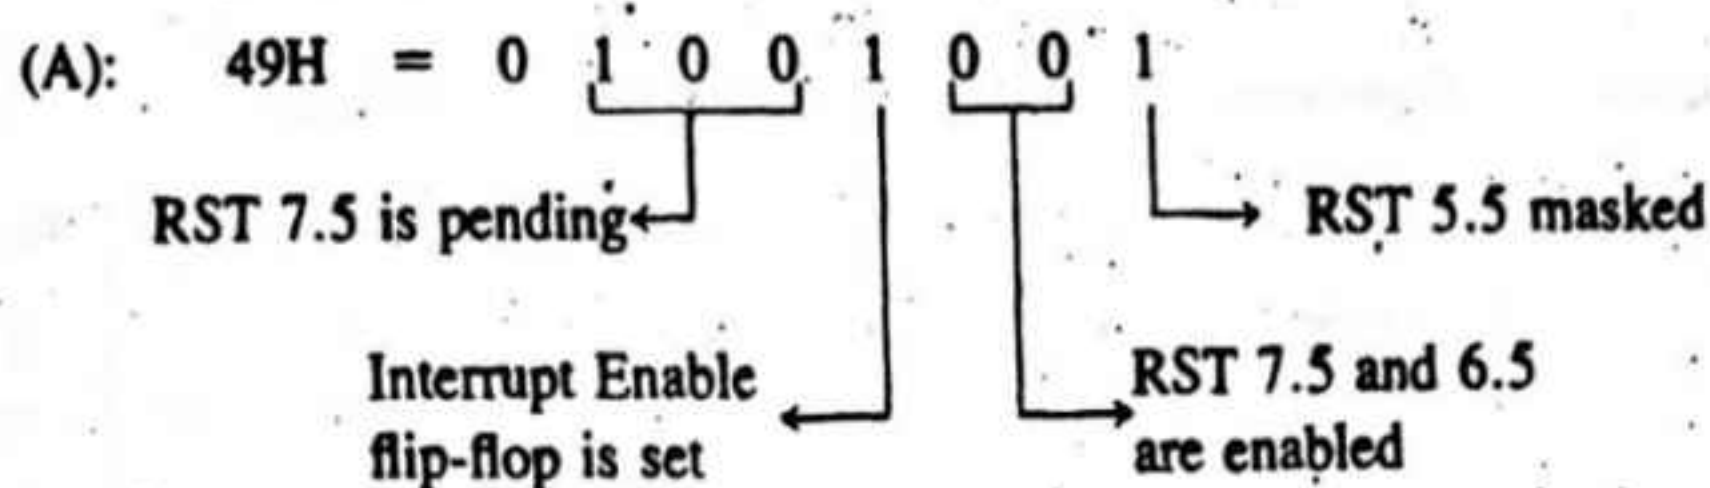 (A): 49H = 0 1 0 0 1 0 0 1
RST 7.5 is pending
RST 5.5 masked
Interrupt Enable
flip-flop is set
RST 7.5 and 6.5
are enabled